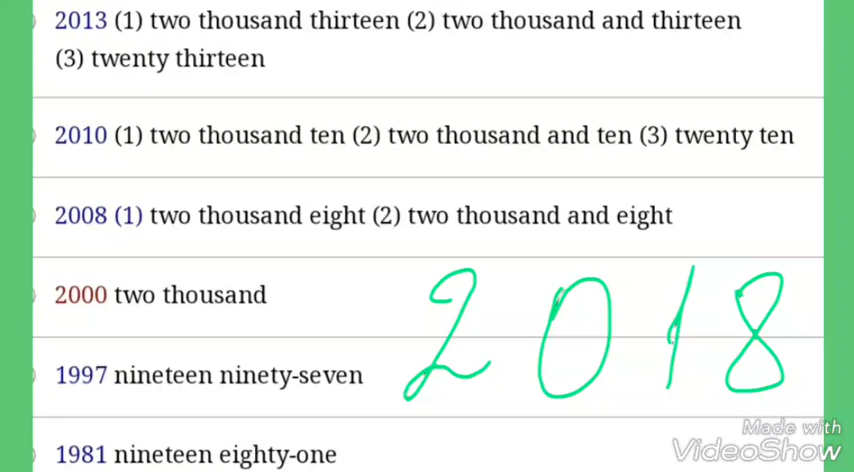 2013 (1) two thousand thirteen (2) two thousand and thirteen
(3) twenty thirteen
2010 (1) two thousand ten (2) two thousand and ten (3) twenty ten
2008 (1) two thousand eight (2) two thousand and eight
2000 two thousand
2018
1997 nineteen ninety-seven
1981 nineteen eighty-one
Made with
VideoShow